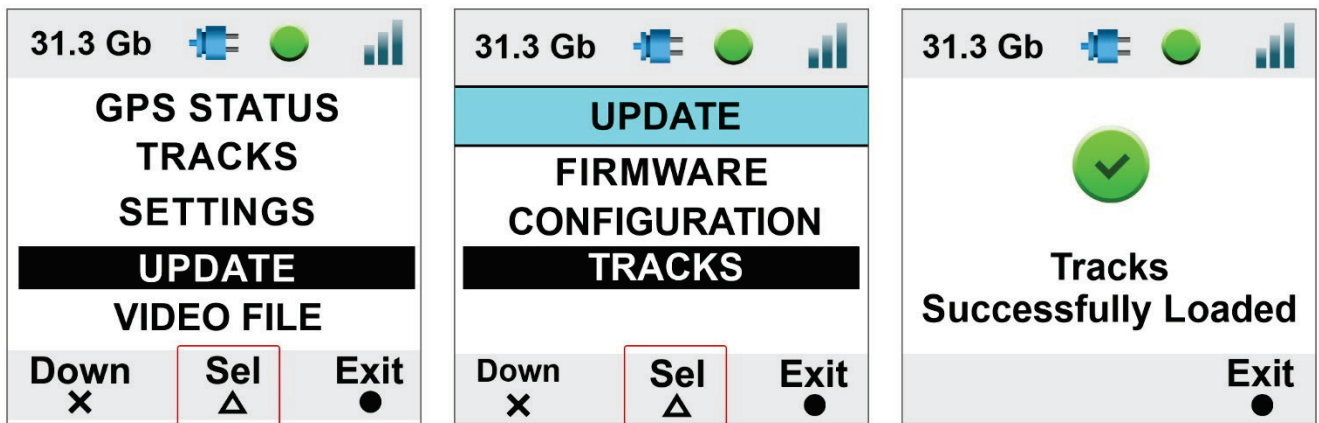 31.3 Gb
GPS STATUS
TRACKS
SETTINGS
UPDATE
VIDEO FILE
Down Sel Exit
31.3 Gb
UPDATE
FIRMWARE
CONFIGURATION
TRACKS
Down Sel Exit
31.3 Gb
Tracks
Successfully Loaded
Exit